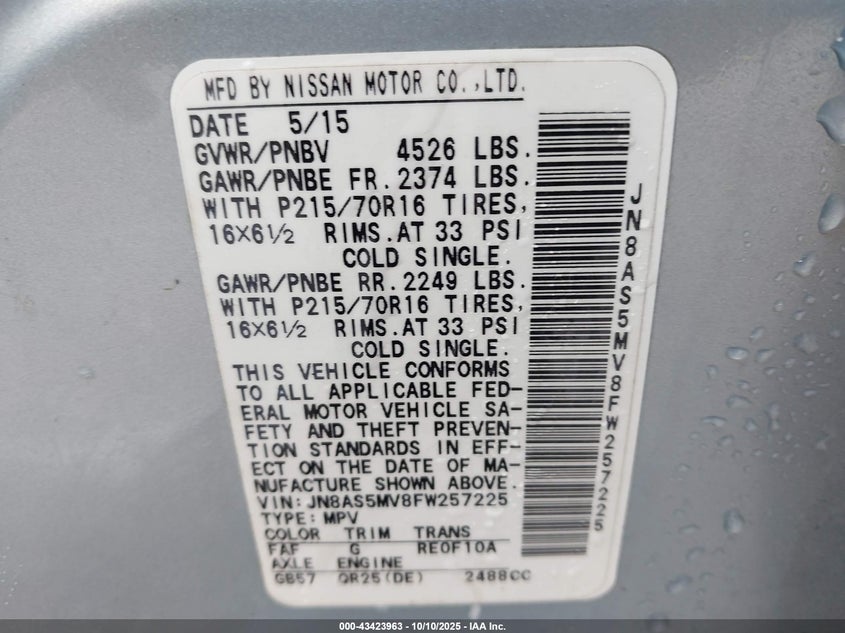 MFD BY NISSAN MOTOR CO.,LTD.
DATE 5/15
GVWR/PNBV 4526 LBS.
GAWR/PNBE FR. 2374 LBS.
WITH P215/70R16 TIRES,
16X6½ RIMS.AT 33 PSI
COLD SINGLE.
GAWR/PNBE RR. 2249 LBS.
WITH P215/70R16 TIRES,
16X6½ RIMS.AT 33 PSI
COLD SINGLE.
THIS VEHICLE CONFORMS
TO ALL APPLICABLE FED-
ERAL MOTOR VEHICLE SA-
FETY AND THEFT PREVEN-
TION STANDARDS IN EFF-
ECT ON THE DATE OF MA-
NUFACTURE SHOWN ABOVE.
VIN: JN8AS5MV8FW257225
TYPE: MPV
COLOR TRIM TRANS
FAF G RE0F10A
AXLE ENGINE
GB57 QR25(DE) 2488CC
JN8AS5MV8FW257225
000-43423963 - 10/10/2025 - IAA Inc.